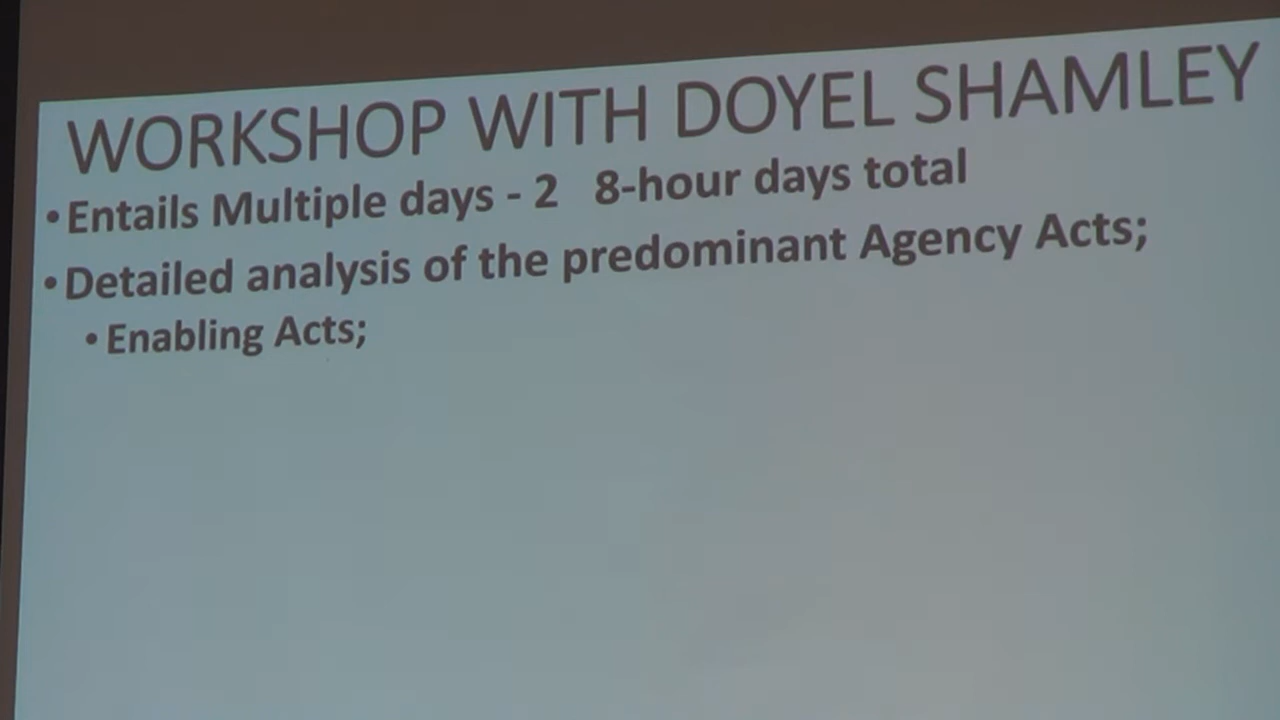 WORKSHOP WITH DOYEL SHAMLEY
• Entails Multiple days - 2 8-hour days total
• Detailed analysis of the predominant Agency Acts;
• Enabling Acts;